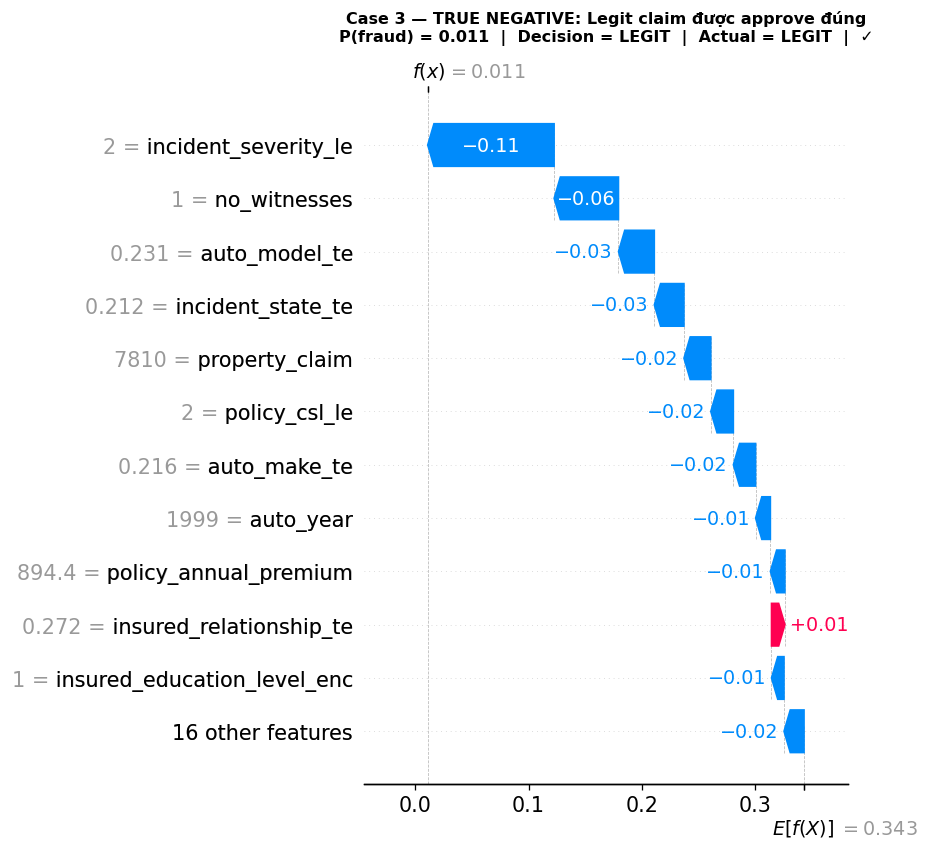 Case 3 — TRUE NEGATIVE: Legit claim được approve đúng
P(fraud) = 0.011 | Decision = LEGIT | Actual = LEGIT | ✓
f(x) = 0.011
2 = incident_severity_le
−0.11
1 = no_witnesses
−0.06
0.231 = auto_model_te
−0.03
0.212 = incident_state_te
−0.03
7810 = property_claim
−0.02
2 = policy_csl_le
−0.02
0.216 = auto_make_te
−0.02
1999 = auto_year
−0.01
894.4 = policy_annual_premium
−0.01
0.272 = insured_relationship_te
+0.01
1 = insured_education_level_enc
−0.01
16 other features
−0.02
0.0 0.1 0.2 0.3
E[f(X)] = 0.343